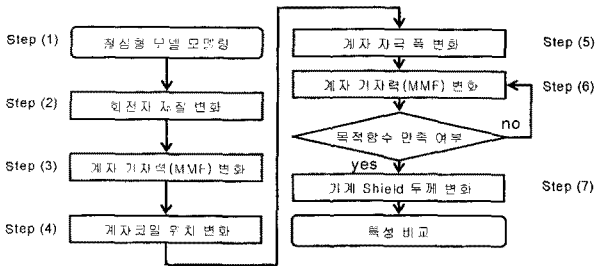 Step (1)
철심형 모델 모델링
Step (2)
회전자 재질 변화
Step (3)
계자 기자력(MMF) 변화
Step (4)
계자코일 위치 변화
계자 자극 폭 변화
Step (5)
계자 기자력(MMF) 변화
Step (6)
목적함수 만족 여부
no
yes
기계 Shield 두께 변화
Step (7)
특성 비교